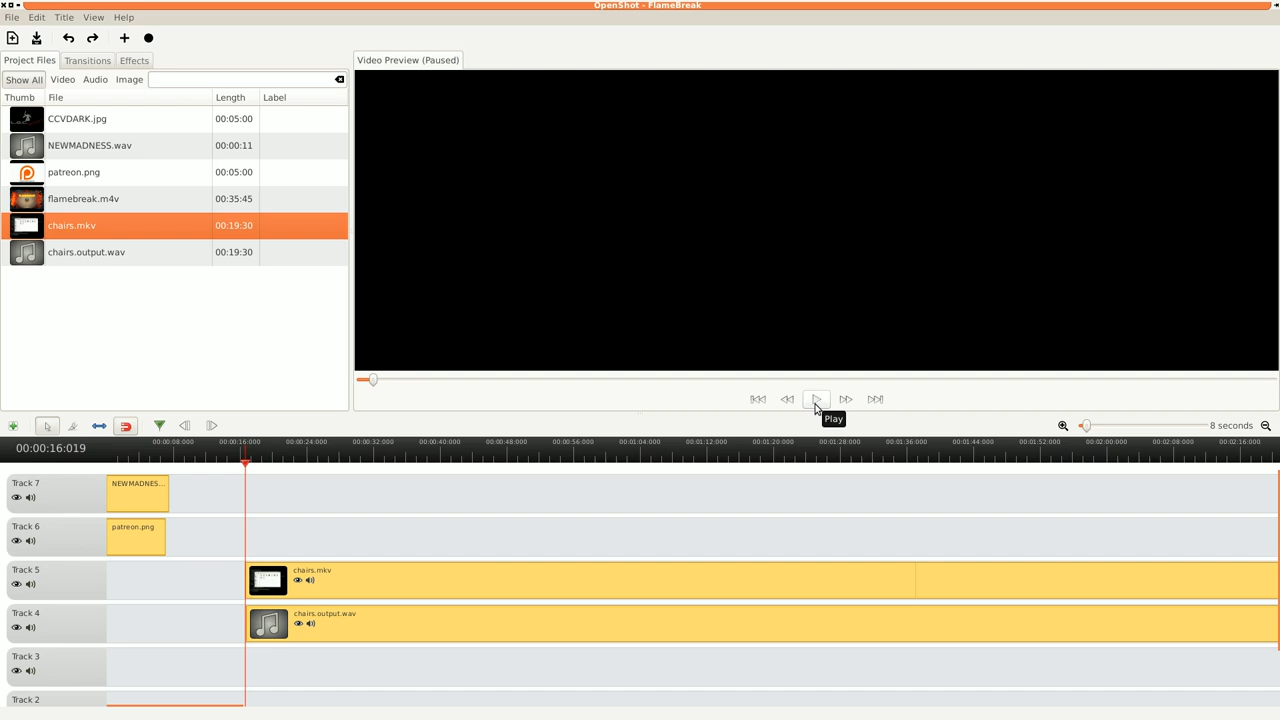 OpenShot - FlameBreak
File Edit Title View Help
Project Files Transitions Effects
Video Preview (Paused)
Show All Video Audio Image
Thumb File Length Label
CCVDARK.jpg 00:05:00
NEWMADNESS.wav 00:00:11
patreon.png 00:05:00
flamebreak.m4v 00:35:45
chairs.mkv 00:19:30
chairs.output.wav 00:19:30
Play
8 seconds
00:00:16:019
00:00:08:000 00:00:16:000 00:00:24:000 00:00:32:000 00:00:40:000 00:00:48:000 00:00:56:000 00:01:04:000 00:01:12:000 00:01:20:000 00:01:28:000 00:01:36:000 00:01:44:000 00:01:52:000 00:02:00:000 00:02:08:000 00:02:16:000
Track 7 NEWMADNES...
Track 6 patreon.png
Track 5 chairs.mkv
Track 4 chairs.output.wav
Track 3
Track 2